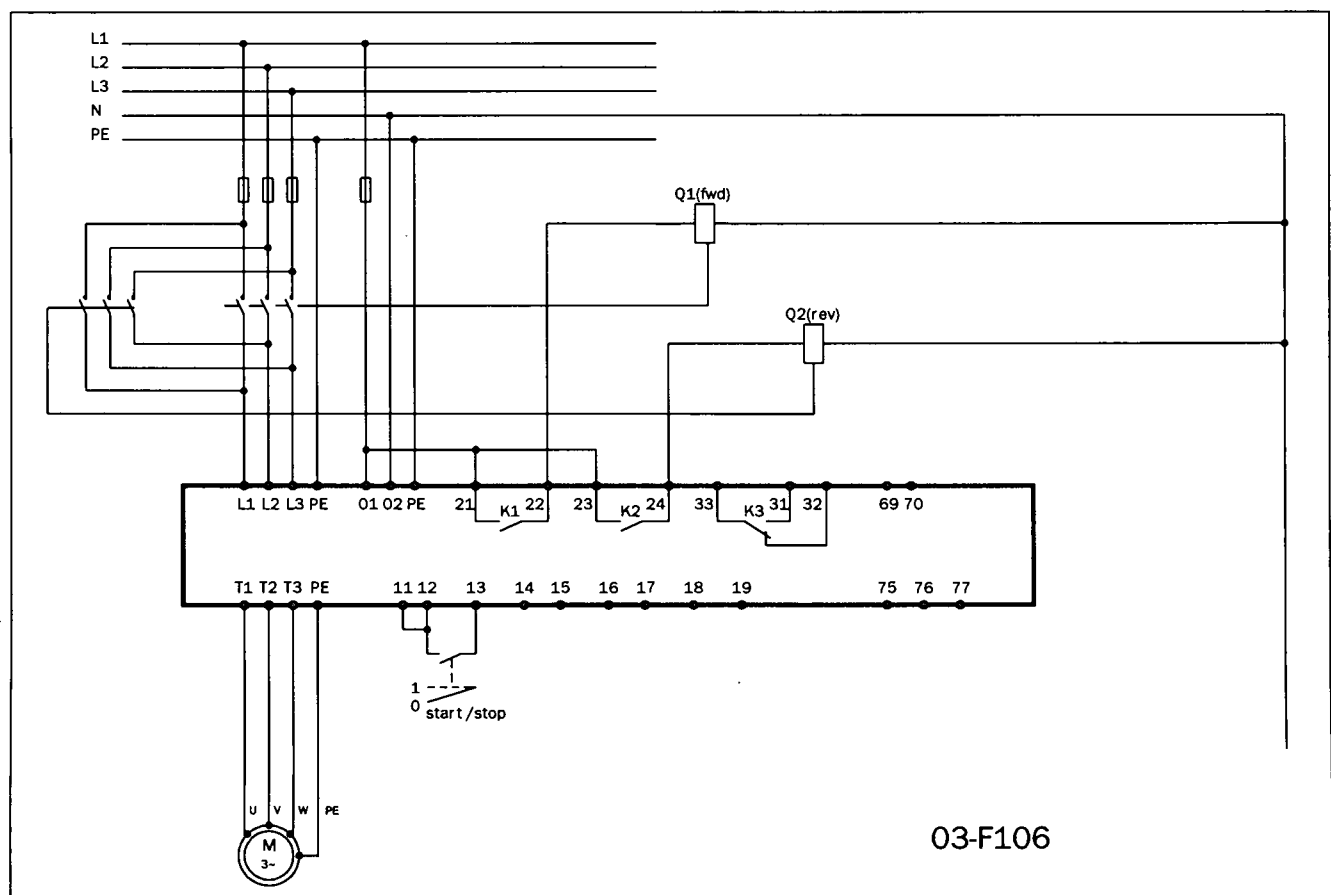 L1
L2
L3
N
PE
Q1(fwd)
Q2(rev)
L1 L2 L3 PE 01 02 PE 21 K1 22 23 K2 24 33 K3 31 32 69 70
T1 T2 T3 PE 11 12 13 14 15 16 17 18 19 75 76 77
1
0 start/stop
U V W PE
M
3~
03-F106